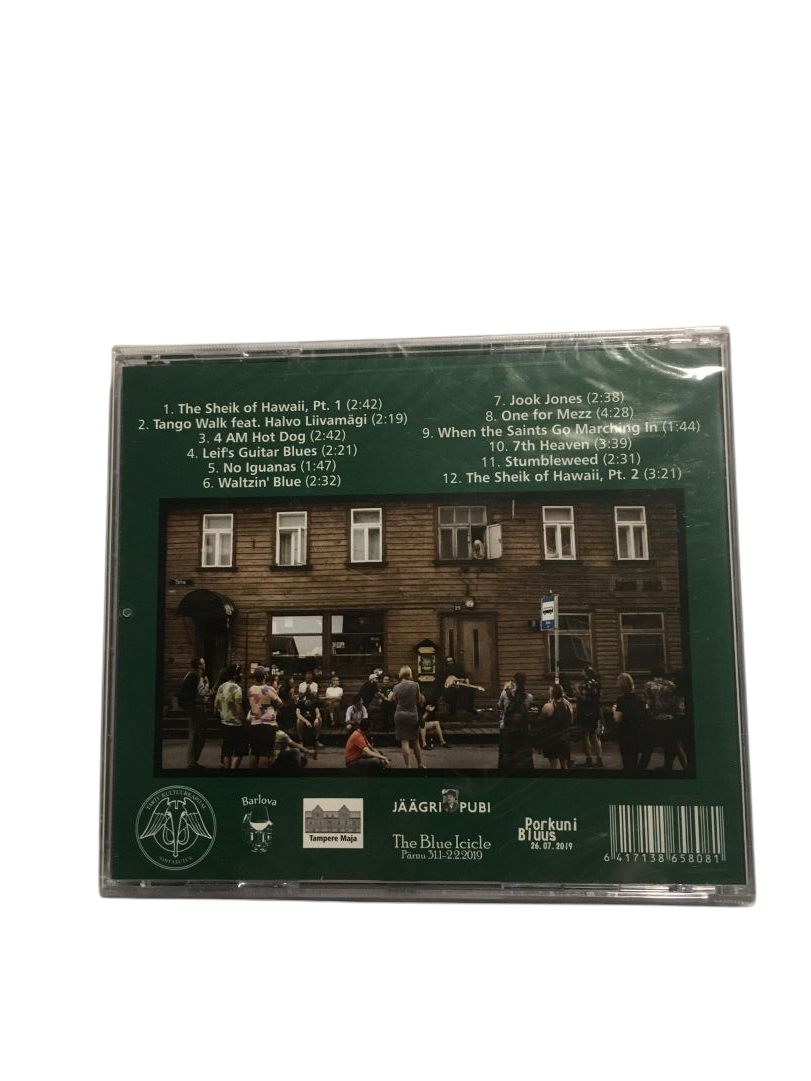 1. The Sheik of Hawaii, Pt. 1 (2:42)
2. Tango Walk feat. Halvo Liivamägi (2:19)
3. 4 AM Hot Dog (2:42)
4. Leif's Guitar Blues (2:21)
5. No Iguanas (1:47)
6. Waltzin' Blue (2:32)
7. Jook Jones (2:38)
8. One for Mezz (4:28)
9. When the Saints Go Marching In (1:44)
10. 7th Heaven (3:39)
11. Stumbleweed (2:31)
12. The Sheik of Hawaii, Pt. 2 (3:21)
TARTU KULTUURKAPITAL
SIHTASUTUS
Barlova
Tampere Maja
JÄÄGRI PUBI
The Blue Icicle
Pärnu 31.1-2.2.2019
Porkuni
Bluus
26.07.2019
6 417138 658081